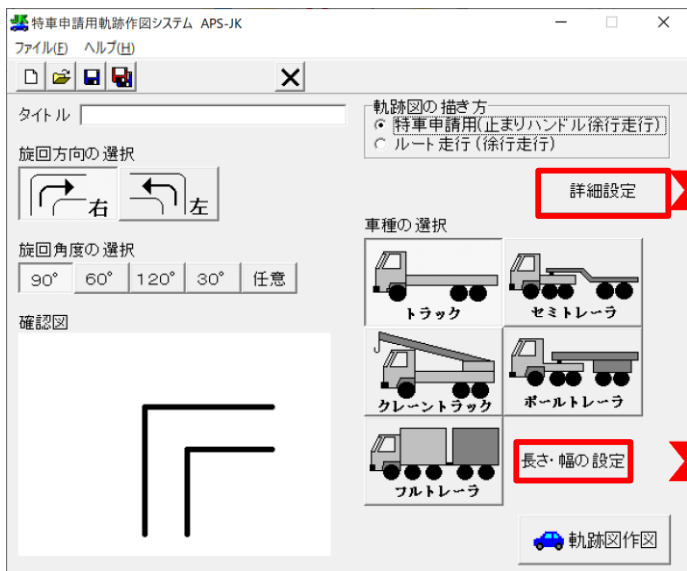 特車申請用軌跡作図システム APS-JK
ファイル(F) ヘルプ(H)
タイトル
旋回方向の選択
右
左
旋回角度の選択
90° 60° 120° 30° 任意
確認図
軌跡図の描き方
特車申請用(止まりハンドル徐行走行)
ルート走行(徐行走行)
詳細設定
車種の選択
トラック
セミトレーラ
クレーントラック
ポールトレーラ
フルトレーラ
長さ・幅の設定
軌跡図作図